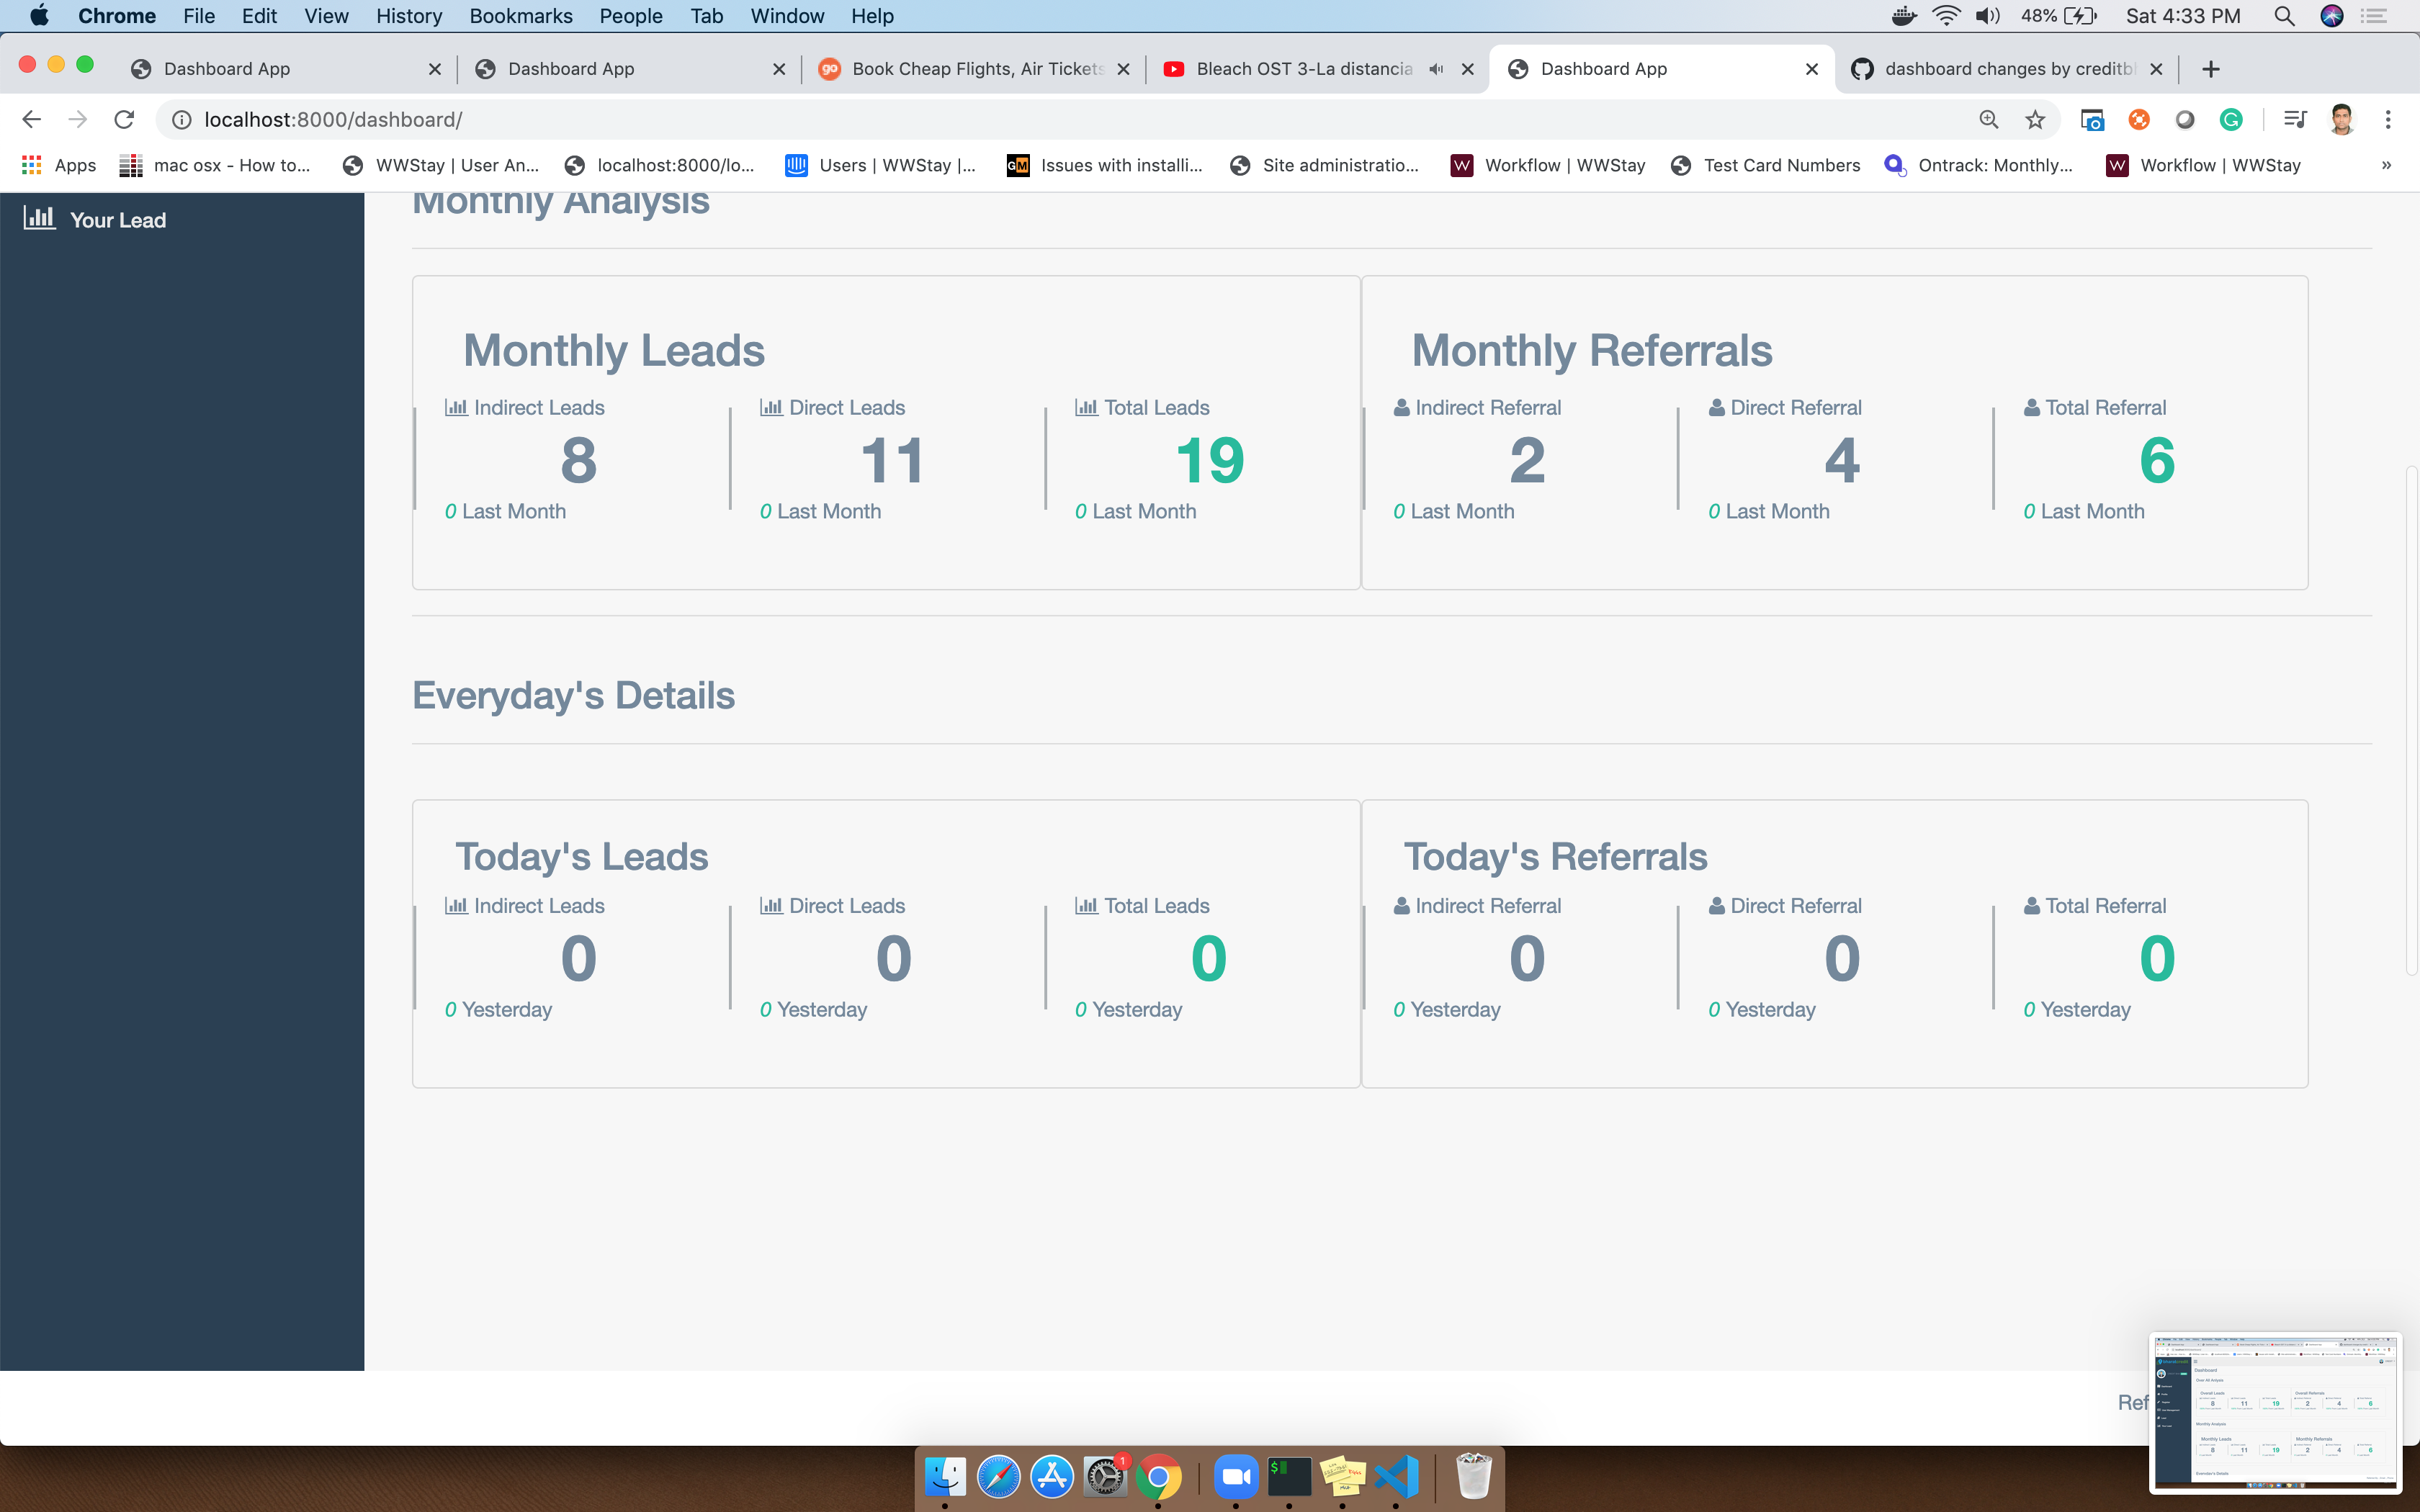 Chrome File Edit View History Bookmarks People Tab Window Help 48% Sat 4:33 PM
Dashboard App Dashboard App Book Cheap Flights, Air Tickets Bleach OST 3-La distancia Dashboard App dashboard changes by creditb
localhost:8000/dashboard/
Apps mac osx - How to... WWStay | User An... localhost:8000/lo... Users | WWStay |... Issues with installi... Site administratio... Workflow | WWStay Test Card Numbers Ontrack: Monthly... Workflow | WWStay »
Your Lead
Monthly Analysis
Monthly Leads Monthly Referrals
Indirect Leads Direct Leads Total Leads Indirect Referral Direct Referral Total Referral
8 11 19 2 4 6
0 Last Month 0 Last Month 0 Last Month 0 Last Month 0 Last Month 0 Last Month
Everyday's Details
Today's Leads Today's Referrals
Indirect Leads Direct Leads Total Leads Indirect Referral Direct Referral Total Referral
0 0 0 0 0 0
0 Yesterday 0 Yesterday 0 Yesterday 0 Yesterday 0 Yesterday 0 Yesterday
Ref